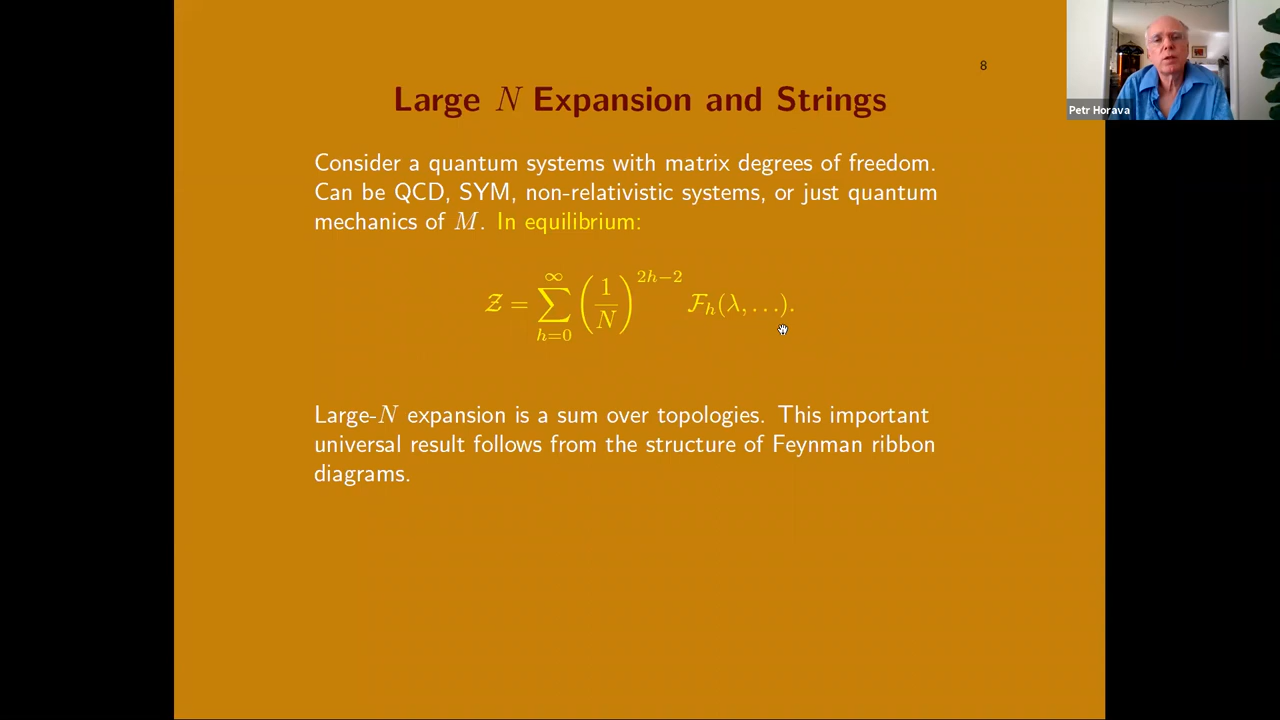 8
Large N Expansion and Strings
Petr Horava
Consider a quantum systems with matrix degrees of freedom.
Can be QCD, SYM, non-relativistic systems, or just quantum
mechanics of M. In equilibrium:
𝒵 = ∑_{h=0}^{∞} (1/N)^{2h−2} ℱ_h(λ, …).
Large-N expansion is a sum over topologies. This important
universal result follows from the structure of Feynman ribbon
diagrams.